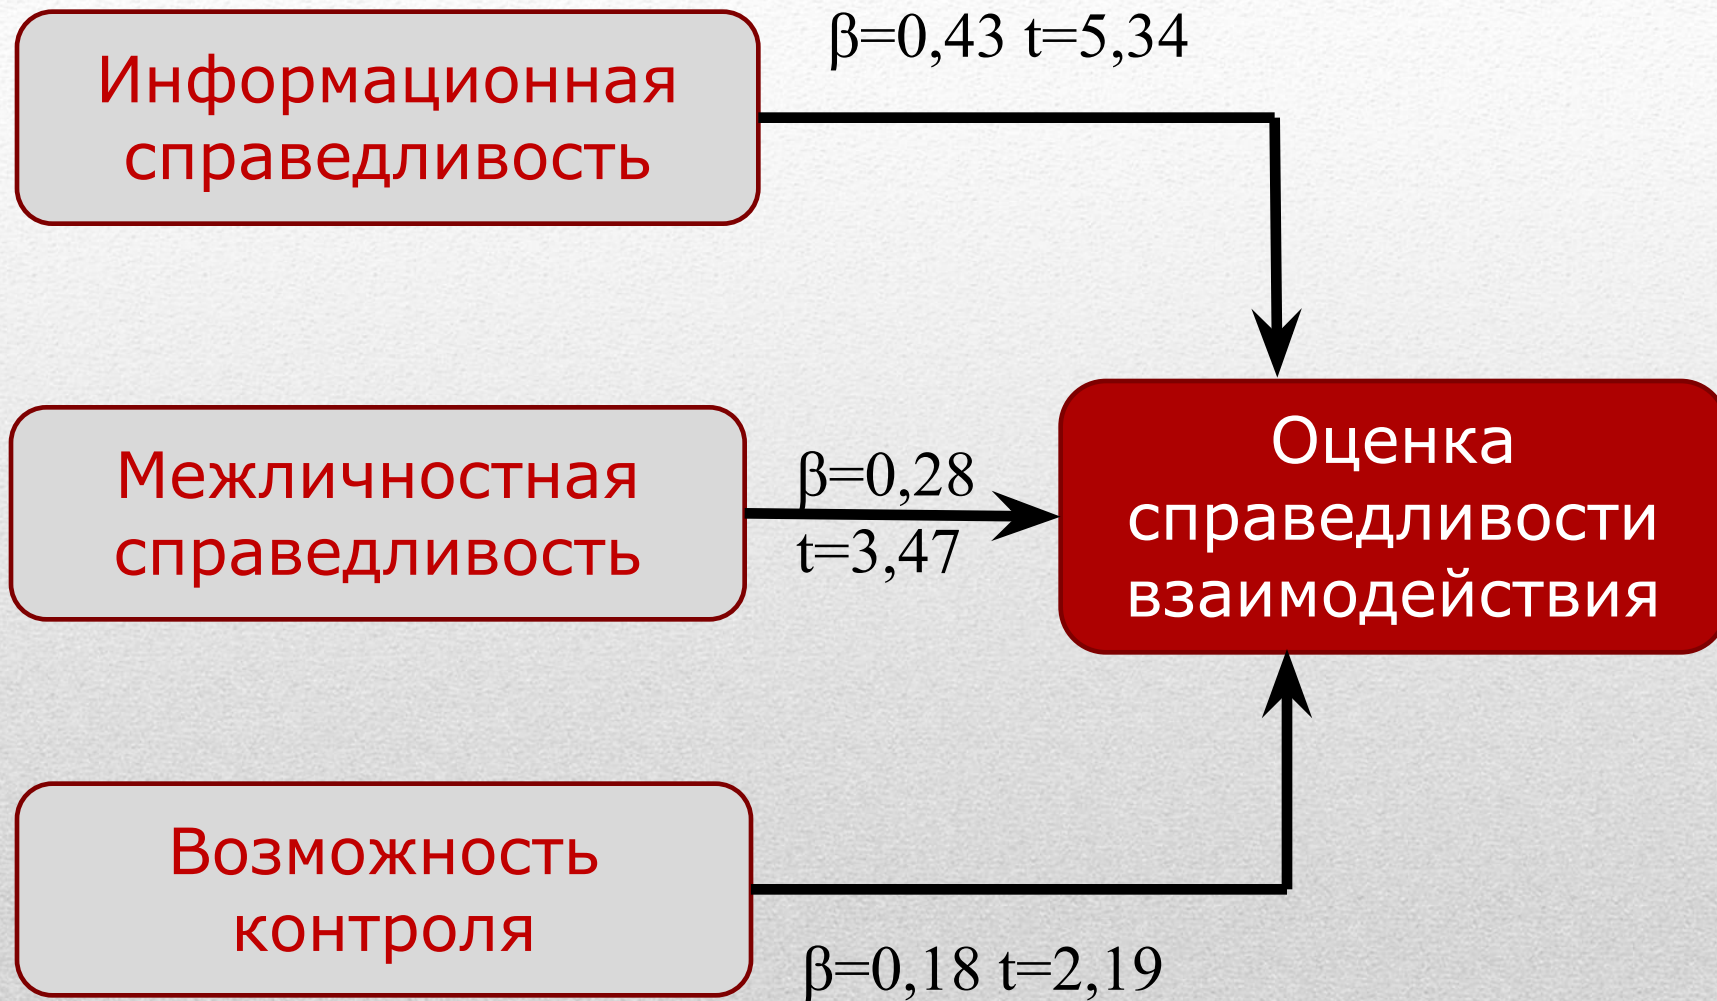 β=0,43 t=5,34
Информационная
справедливость
Межличностная
справедливость
β=0,28
t=3,47
Оценка
справедливости
взаимодействия
Возможность
контроля
β=0,18 t=2,19